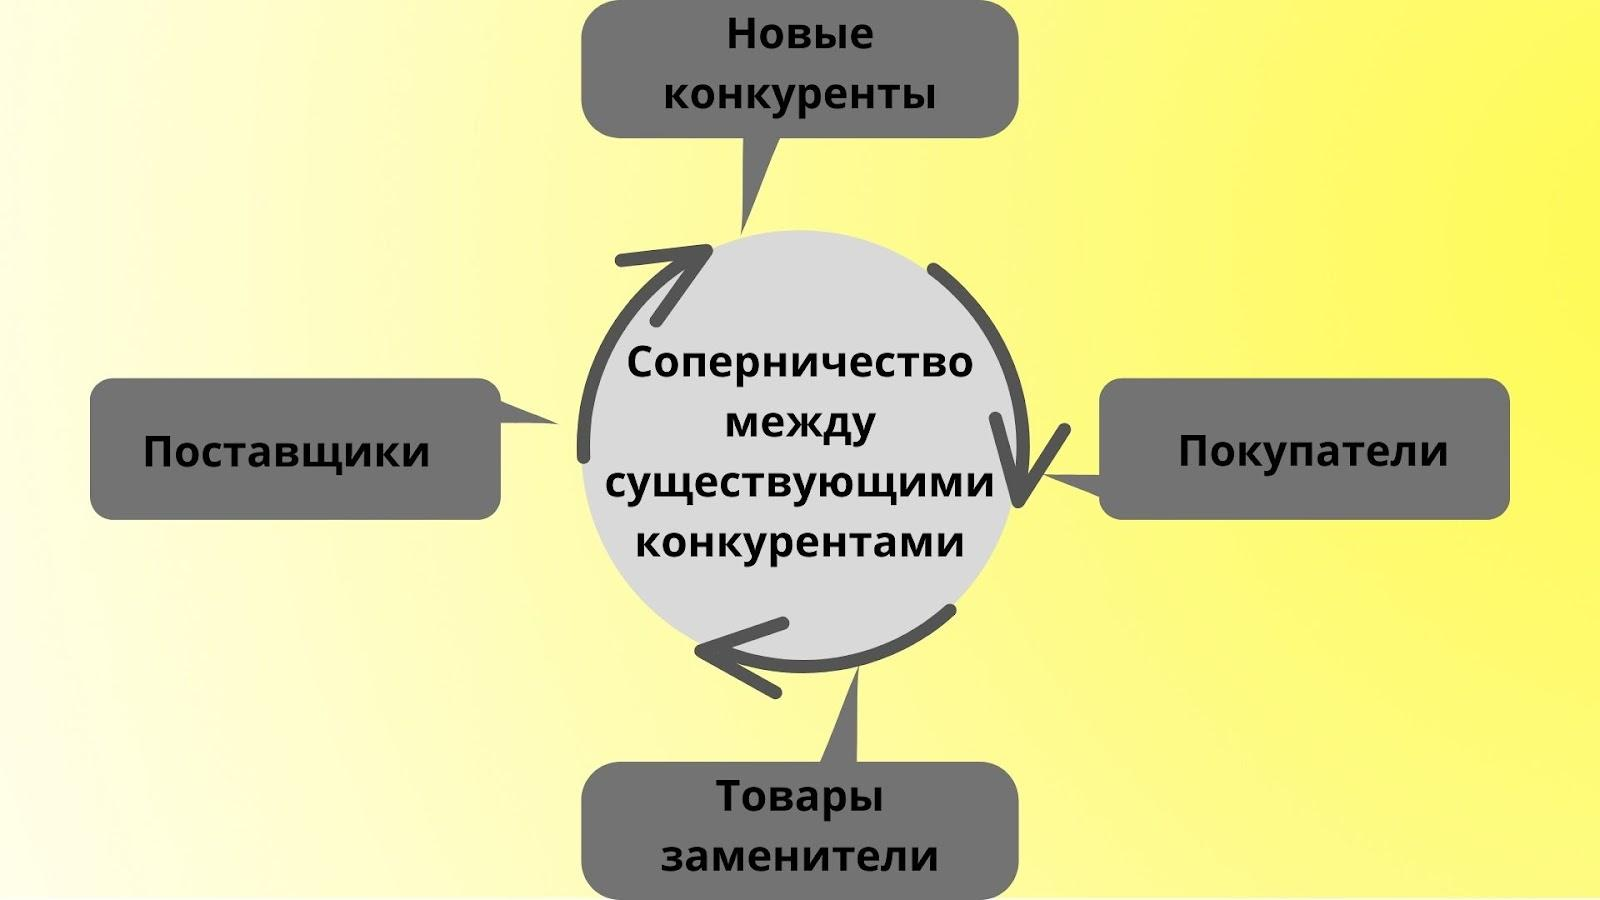 Новые
конкуренты
Соперничество
между
существующими
конкурентами
Поставщики
Покупатели
Товары
заменители